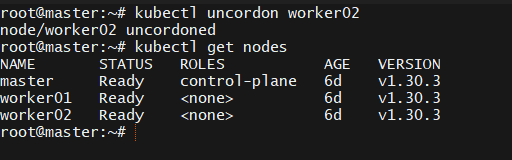 root@master:~# kubectl uncordon worker02
node/worker02 uncordoned
root@master:~# kubectl get nodes
NAME       STATUS   ROLES           AGE   VERSION
master     Ready    control-plane   6d    v1.30.3
worker01   Ready    <none>          6d    v1.30.3
worker02   Ready    <none>          6d    v1.30.3
root@master:~#